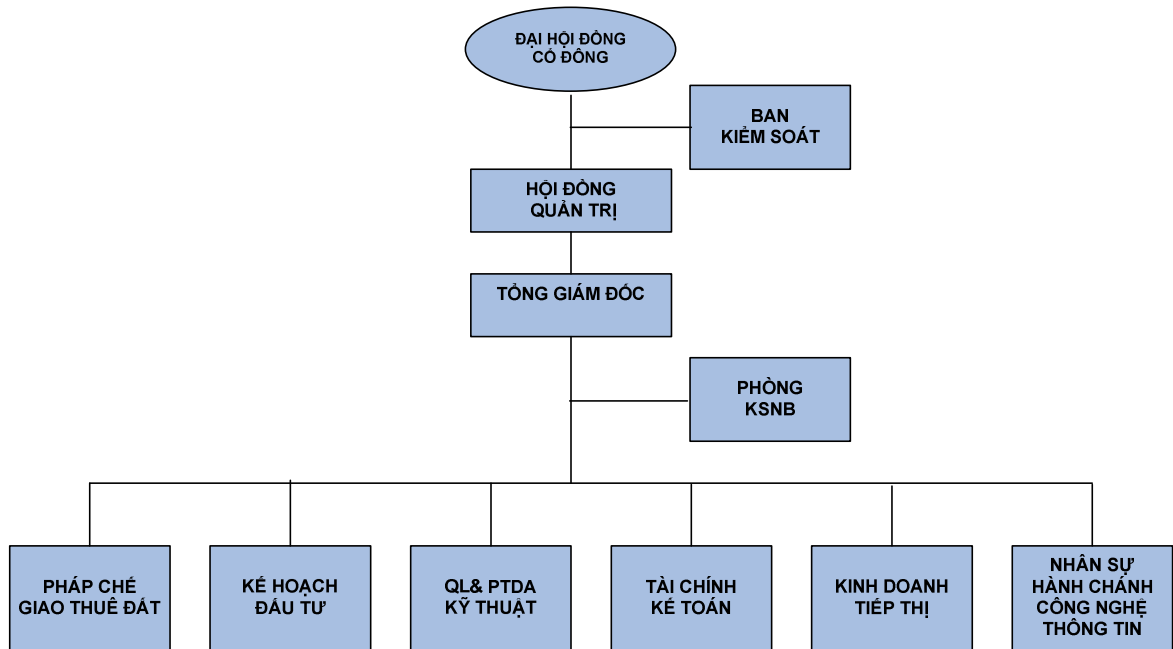 ĐẠI HỘI ĐỒNG
CỔ ĐÔNG
BAN
KIỂM SOÁT
HỘI ĐỒNG
QUẢN TRỊ
TỔNG GIÁM ĐỐC
PHÒNG
KSNB
PHÁP CHẾ
GIAO THUÊ ĐẤT
KẾ HOẠCH
ĐẦU TƯ
QL& PTDA
KỸ THUẬT
TÀI CHÍNH
KẾ TOÁN
KINH DOANH
TIẾP THỊ
NHÂN SỰ
HÀNH CHÁNH
CÔNG NGHỆ
THÔNG TIN